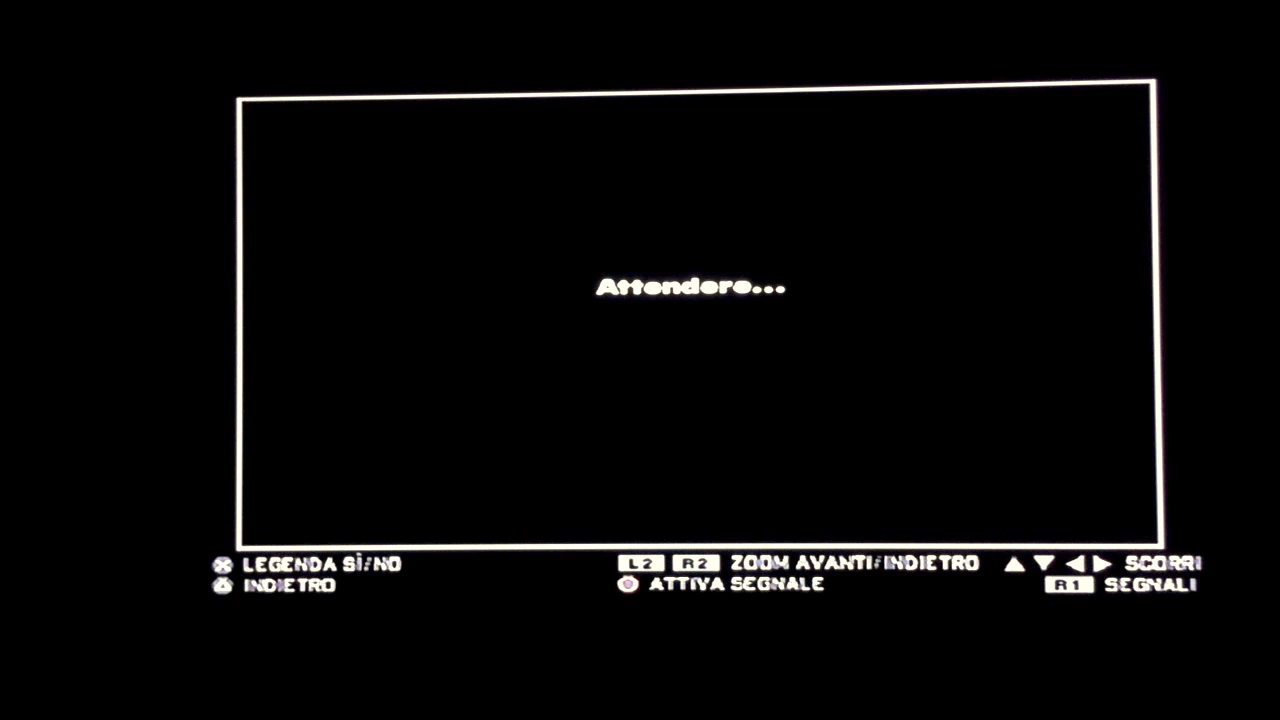 Attendere...
LEGENDA SÌ/NO L2 R2 ZOOM AVANTI/INDIETRO SCORRI
INDIETRO ATTIVA SEGNALE R1 SEGNALI